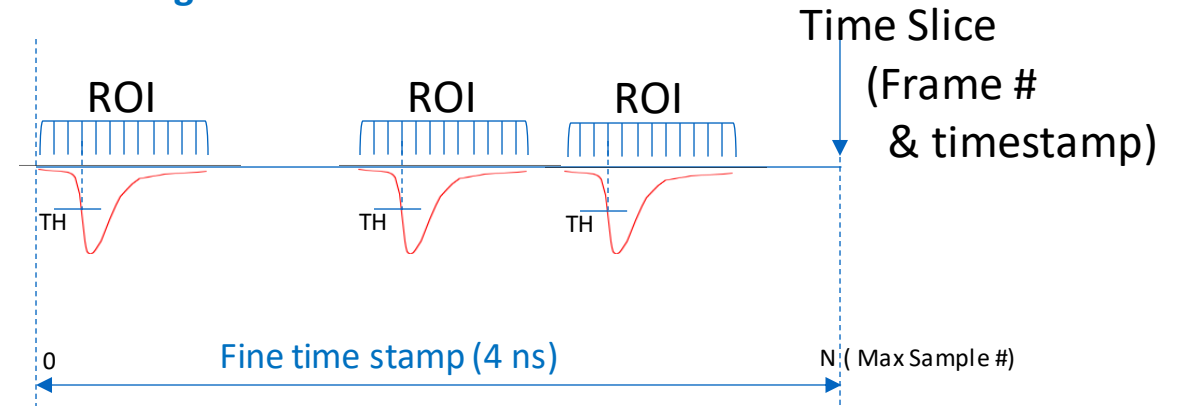 Time Slice
(Frame #
& timestamp)
ROI
ROI
ROI
TH
TH
TH
0
Fine time stamp (4 ns)
N ( Max Sample #)